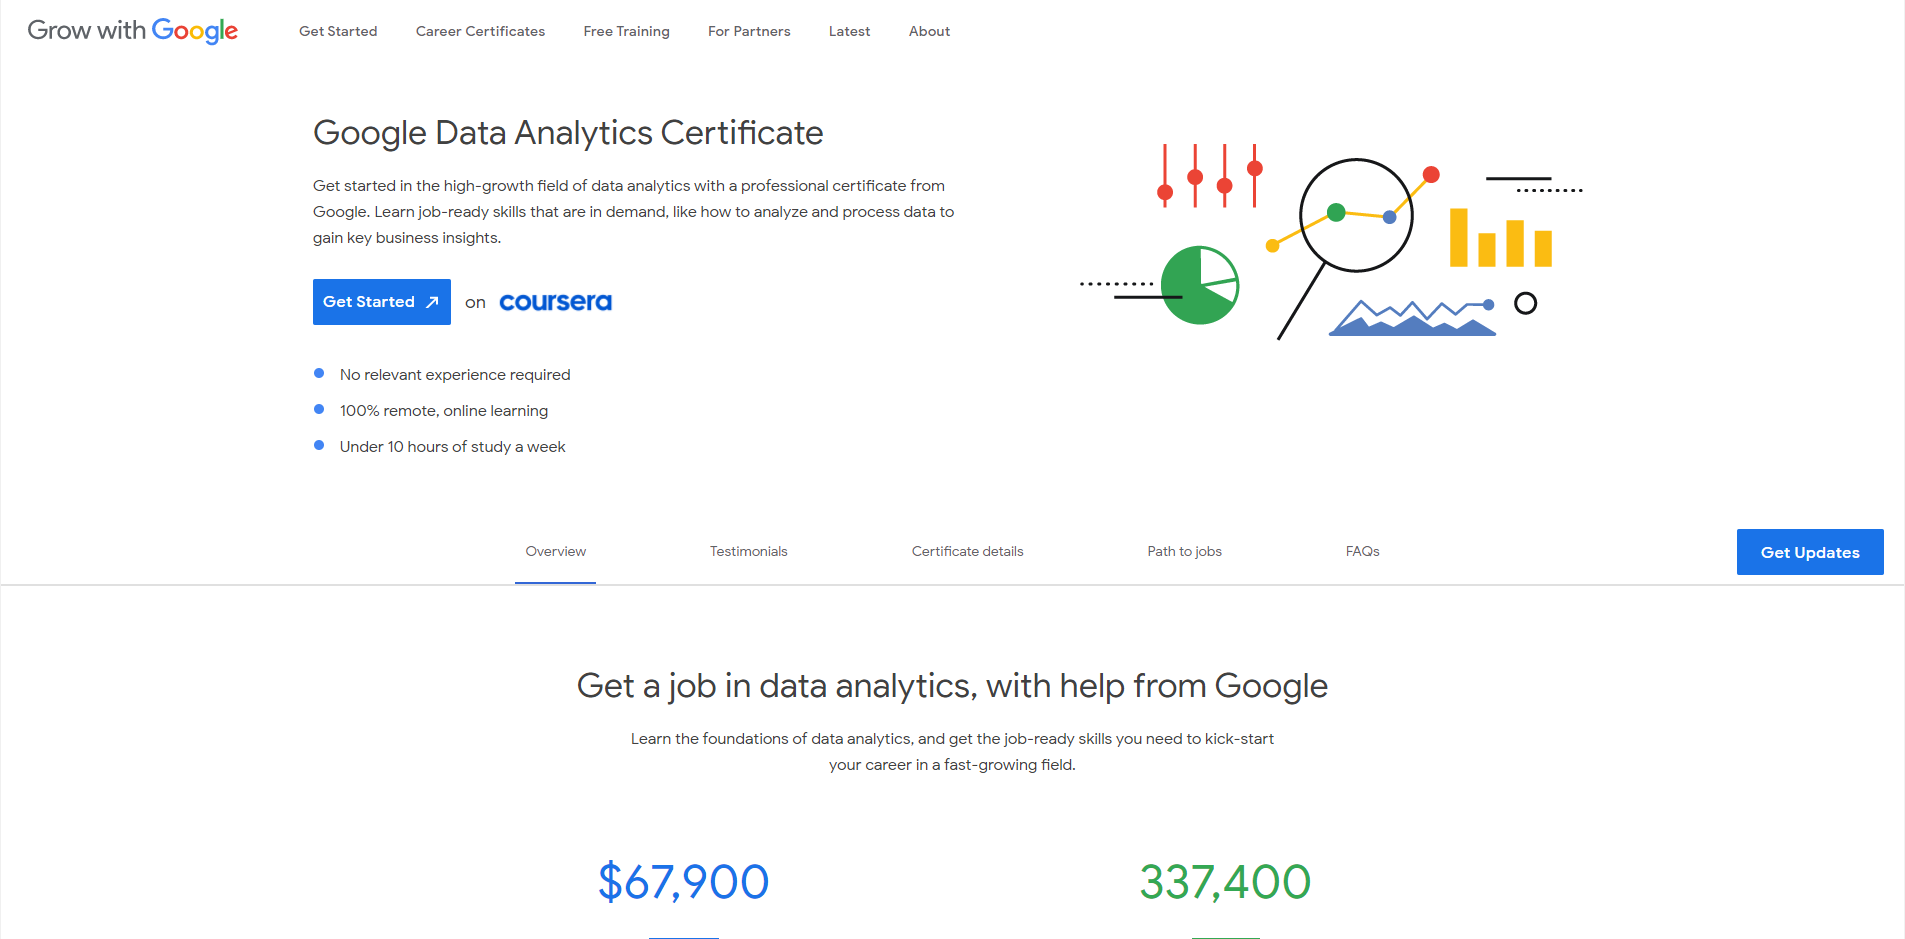 Grow with Google
Get Started
Career Certificates
Free Training
For Partners
Latest
About
Google Data Analytics Certificate
Get started in the high-growth field of data analytics with a professional certificate from
Google. Learn job-ready skills that are in demand, like how to analyze and process data to
gain key business insights.
Get Started on coursera
No relevant experience required
100% remote, online learning
Under 10 hours of study a week
Overview
Testimonials
Certificate details
Path to jobs
FAQs
Get Updates
Get a job in data analytics, with help from Google
Learn the foundations of data analytics, and get the job-ready skills you need to kick-start
your career in a fast-growing field.
$67,900
337,400